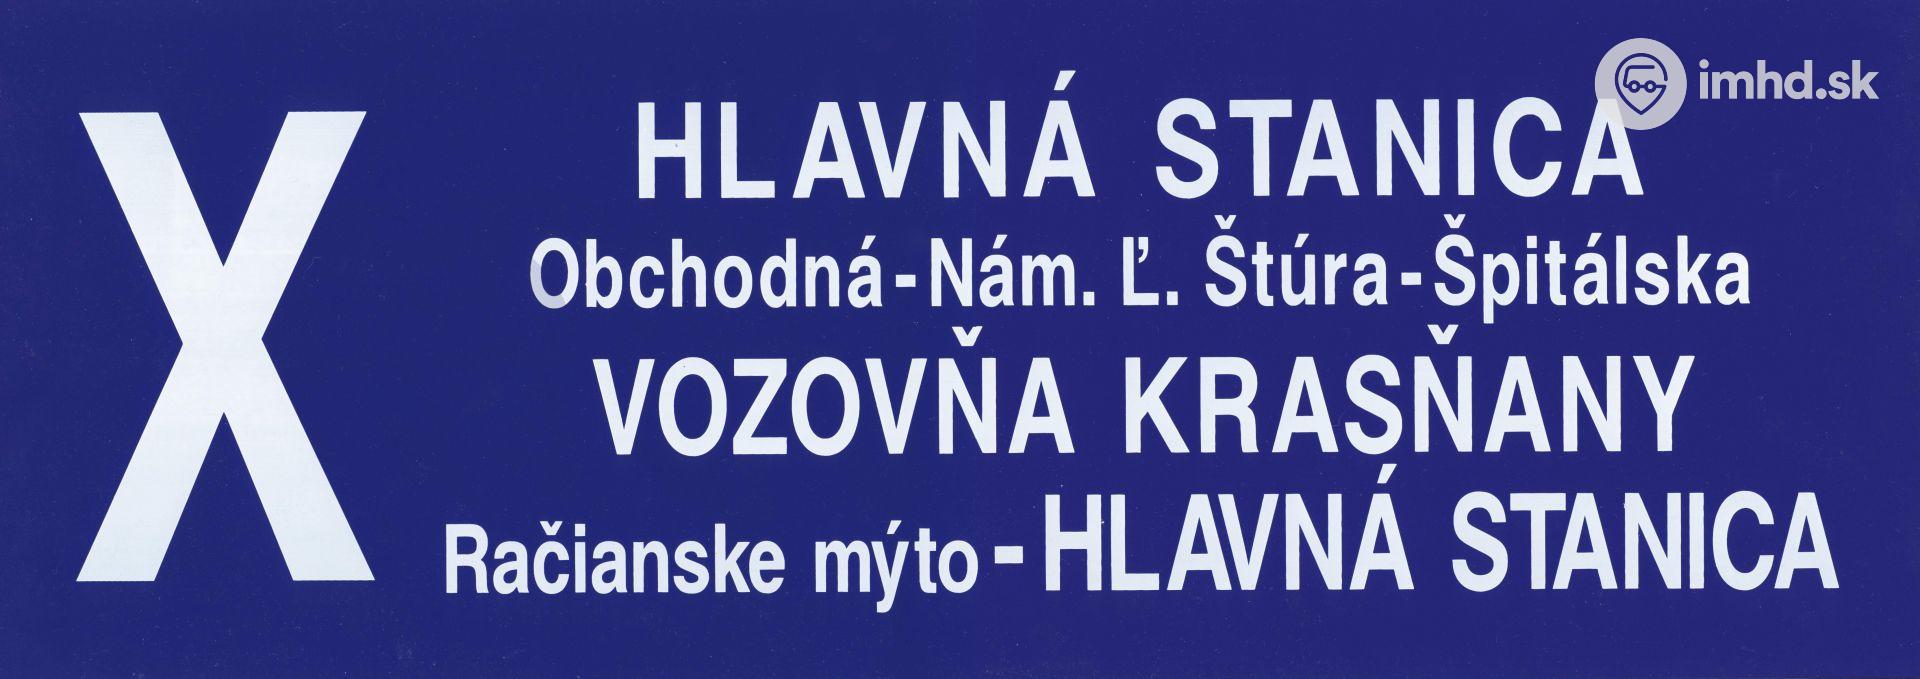 imhd.sk
X
HLAVNÁ STANICA
Obchodná-Nám. Ľ. Štúra-Špitálska
VOZOVŇA KRASŇANY
Račianske mýto-HLAVNÁ STANICA